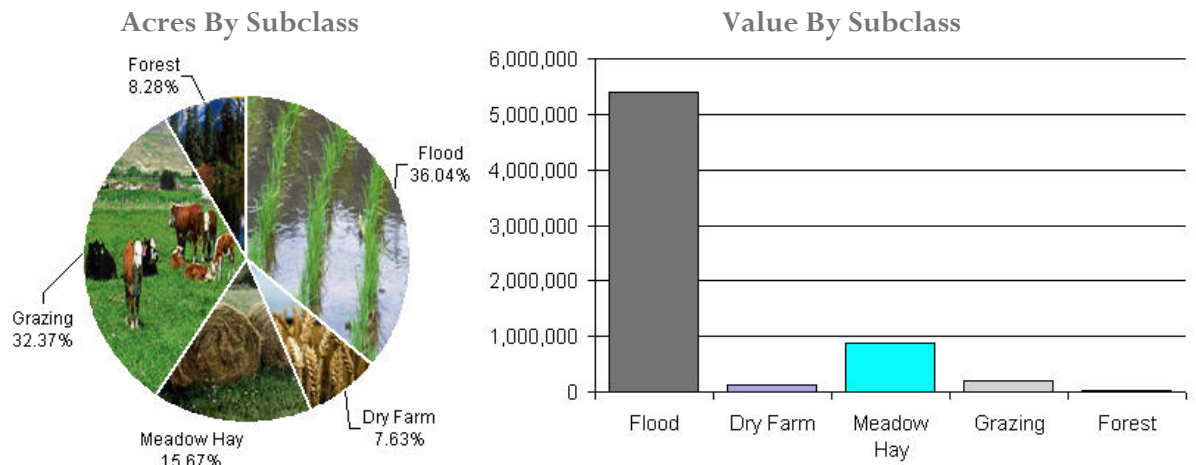 Acres By Subclass
Forest
8.28%
Flood
36.04%
Grazing
32.37%
Dry Farm
7.63%
Meadow Hay
15.67%
Value By Subclass
6,000,000
5,000,000
4,000,000
3,000,000
2,000,000
1,000,000
0
Flood
Dry Farm
Meadow
Hay
Grazing
Forest